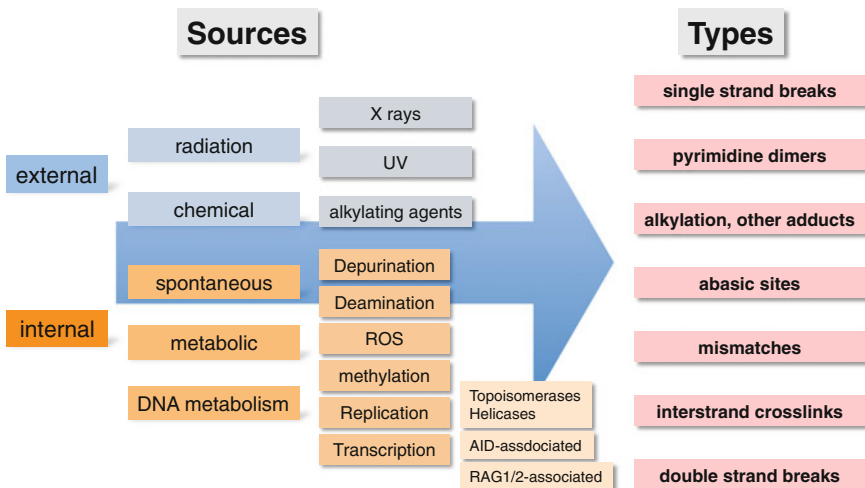 Sources
Types
external
radiation
X rays
UV
chemical
alkylating agents
internal
spontaneous
Depurination
Deamination
metabolic
ROS
methylation
DNA metabolism
Replication
Transcription
Topoisomerases
Helicases
AID-assdociated
RAG1/2-associated
single strand breaks
pyrimidine dimers
alkylation, other adducts
abasic sites
mismatches
interstrand crosslinks
double strand breaks